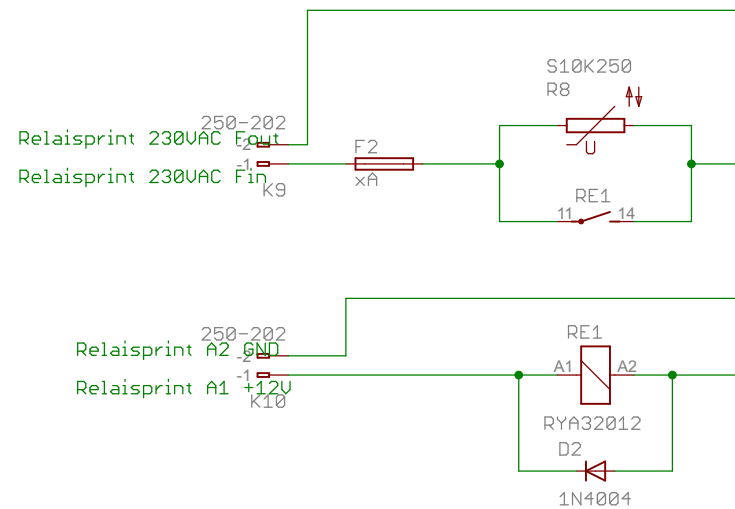 S10K250
R8
250-202
Relaisprint 230VAC Fout
-2
F2
U
-1
Relaisprint 230VAC Fin
xA
K9
RE1
11
14
250-202
RE1
Relaisprint A2 GND
-2
-1
A1
A2
Relaisprint A1 +12V
K10
RYA32012
D2
1N4004